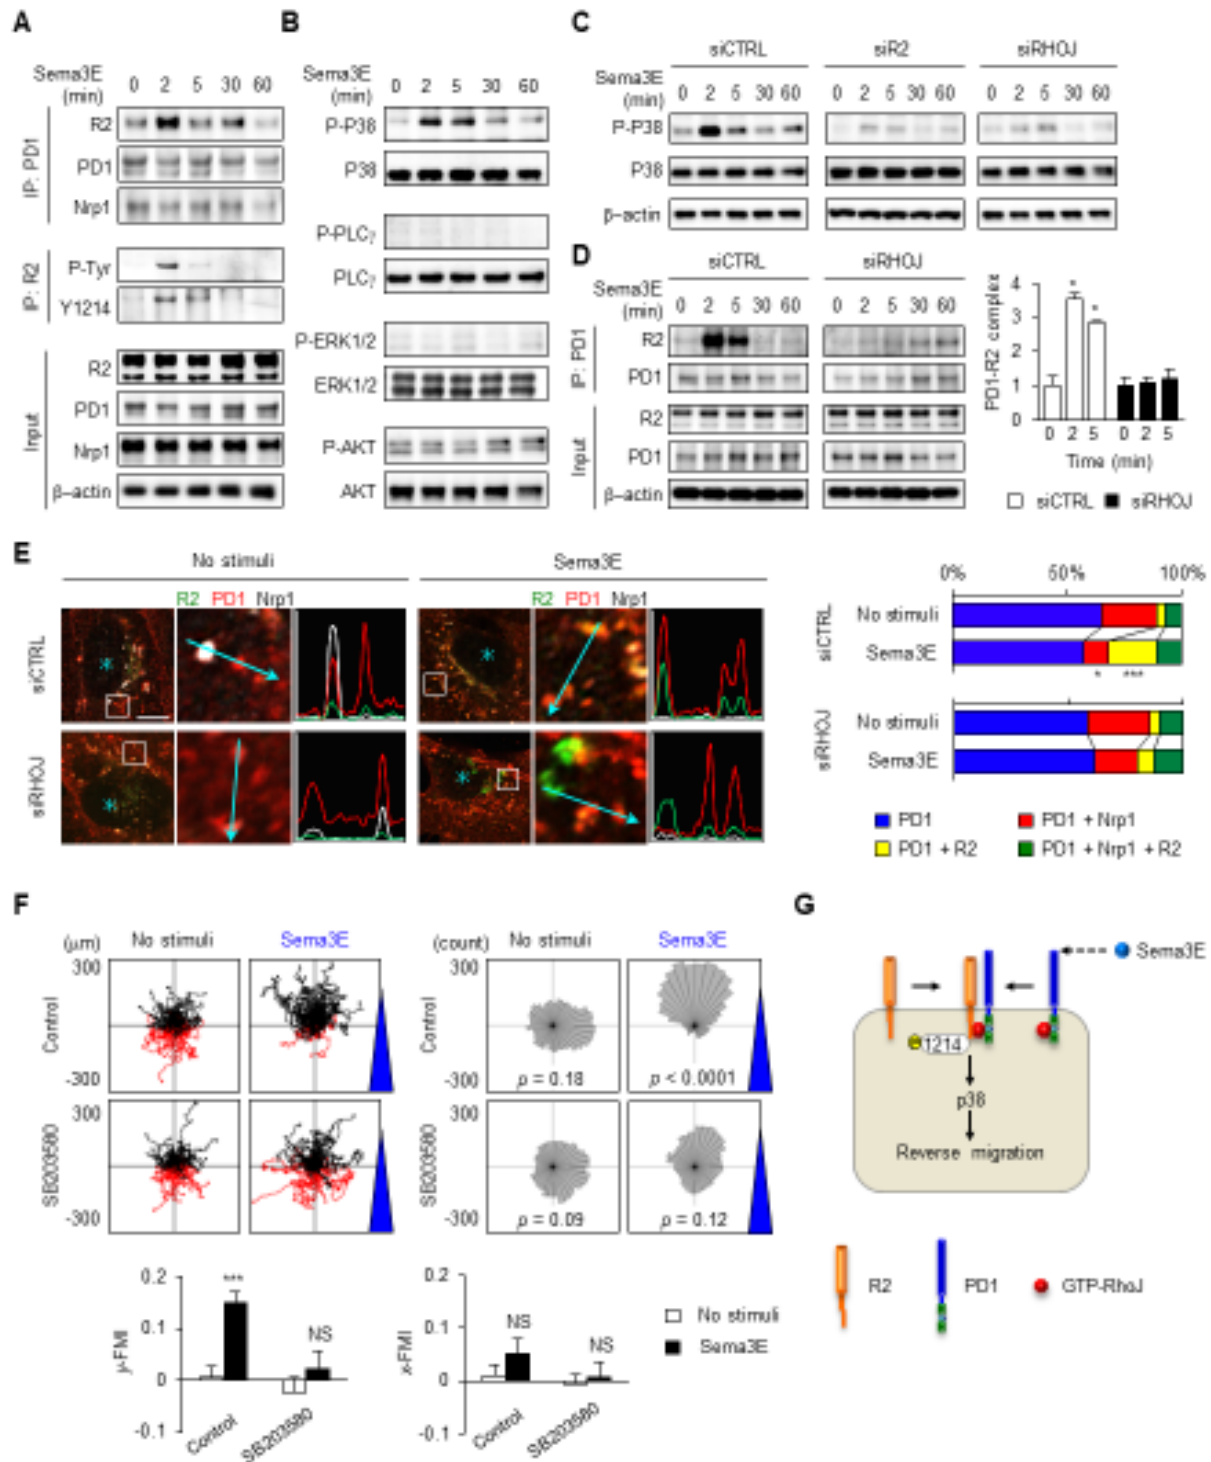 A
Sema3E (min) 0 2 5 30 60
IP: PD1
R2
PD1
Nrp1
IP: R2
P-Tyr
Y1214
Input
R2
PD1
Nrp1
β-actin
B
Sema3E (min) 0 2 5 30 60
P-P38
P38
P-PLCγ
PLCγ
P-ERK1/2
ERK1/2
P-AKT
AKT
C
siCTRL siR2 siRHOJ
Sema3E (min) 0 2 5 30 60 0 2 5 30 60 0 2 5 30 60
P-P38
P38
β-actin
D
siCTRL siRHOJ
Sema3E (min) 0 2 5 30 60 0 2 5 30 60
IP: PD1
R2
PD1
Input
R2
PD1
β-actin
PD1-R2 complex
4
3
2
1
0
* *
0 2 5 0 2 5
Time (min)
siCTRL siRHOJ
E
No stimuli Sema3E
R2 PD1 Nrp1 R2 PD1 Nrp1
siCTRL
* *
siRHOJ
* *
0% 50% 100%
siCTRL
No stimuli
Sema3E
* ***
siRHOJ
No stimuli
Sema3E
PD1 PD1 + Nrp1
PD1 + R2 PD1 + Nrp1 + R2
F
(μm) No stimuli Sema3E (count) No stimuli Sema3E
300 300
Control Control
-300 -300
p = 0.18 p < 0.0001
300 300
SB203580 SB203580
-300 -300
p = 0.09 p = 0.12
y-FMI
0.2
0.1
0
-0.1
***
NS
Control SB203580
x-FMI
0.2
0.1
0
-0.1
NS
NS
Control SB203580
No stimuli
Sema3E
G
Sema3E
1214
p38
Reverse migration
R2 PD1 GTP-RhoJ